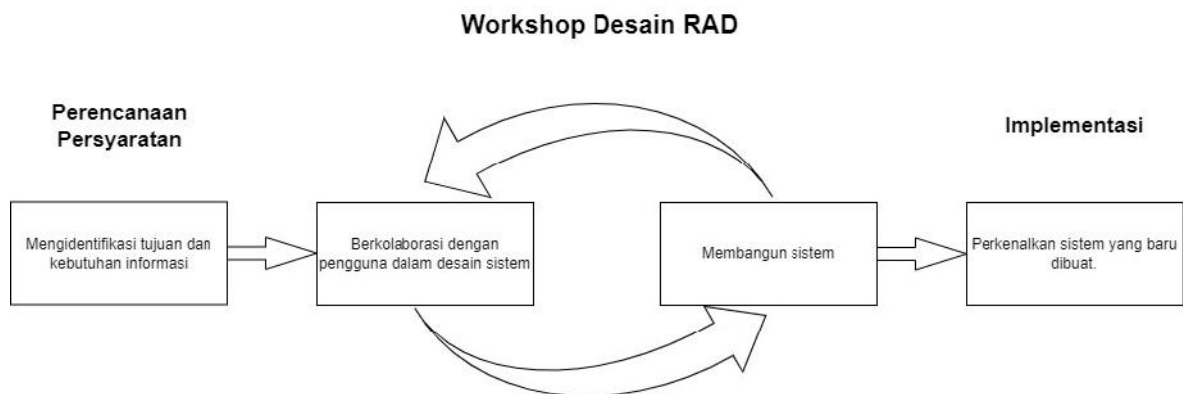 Workshop Desain RAD
Perencanaan
Persyaratan
Implementasi
Mengidentifikasi tujuan dan
kebutuhan informasi
Berkolaborasi dengan
pengguna dalam desain sistem
Membangun sistem
Perkenalkan sistem yang baru
dibuat.